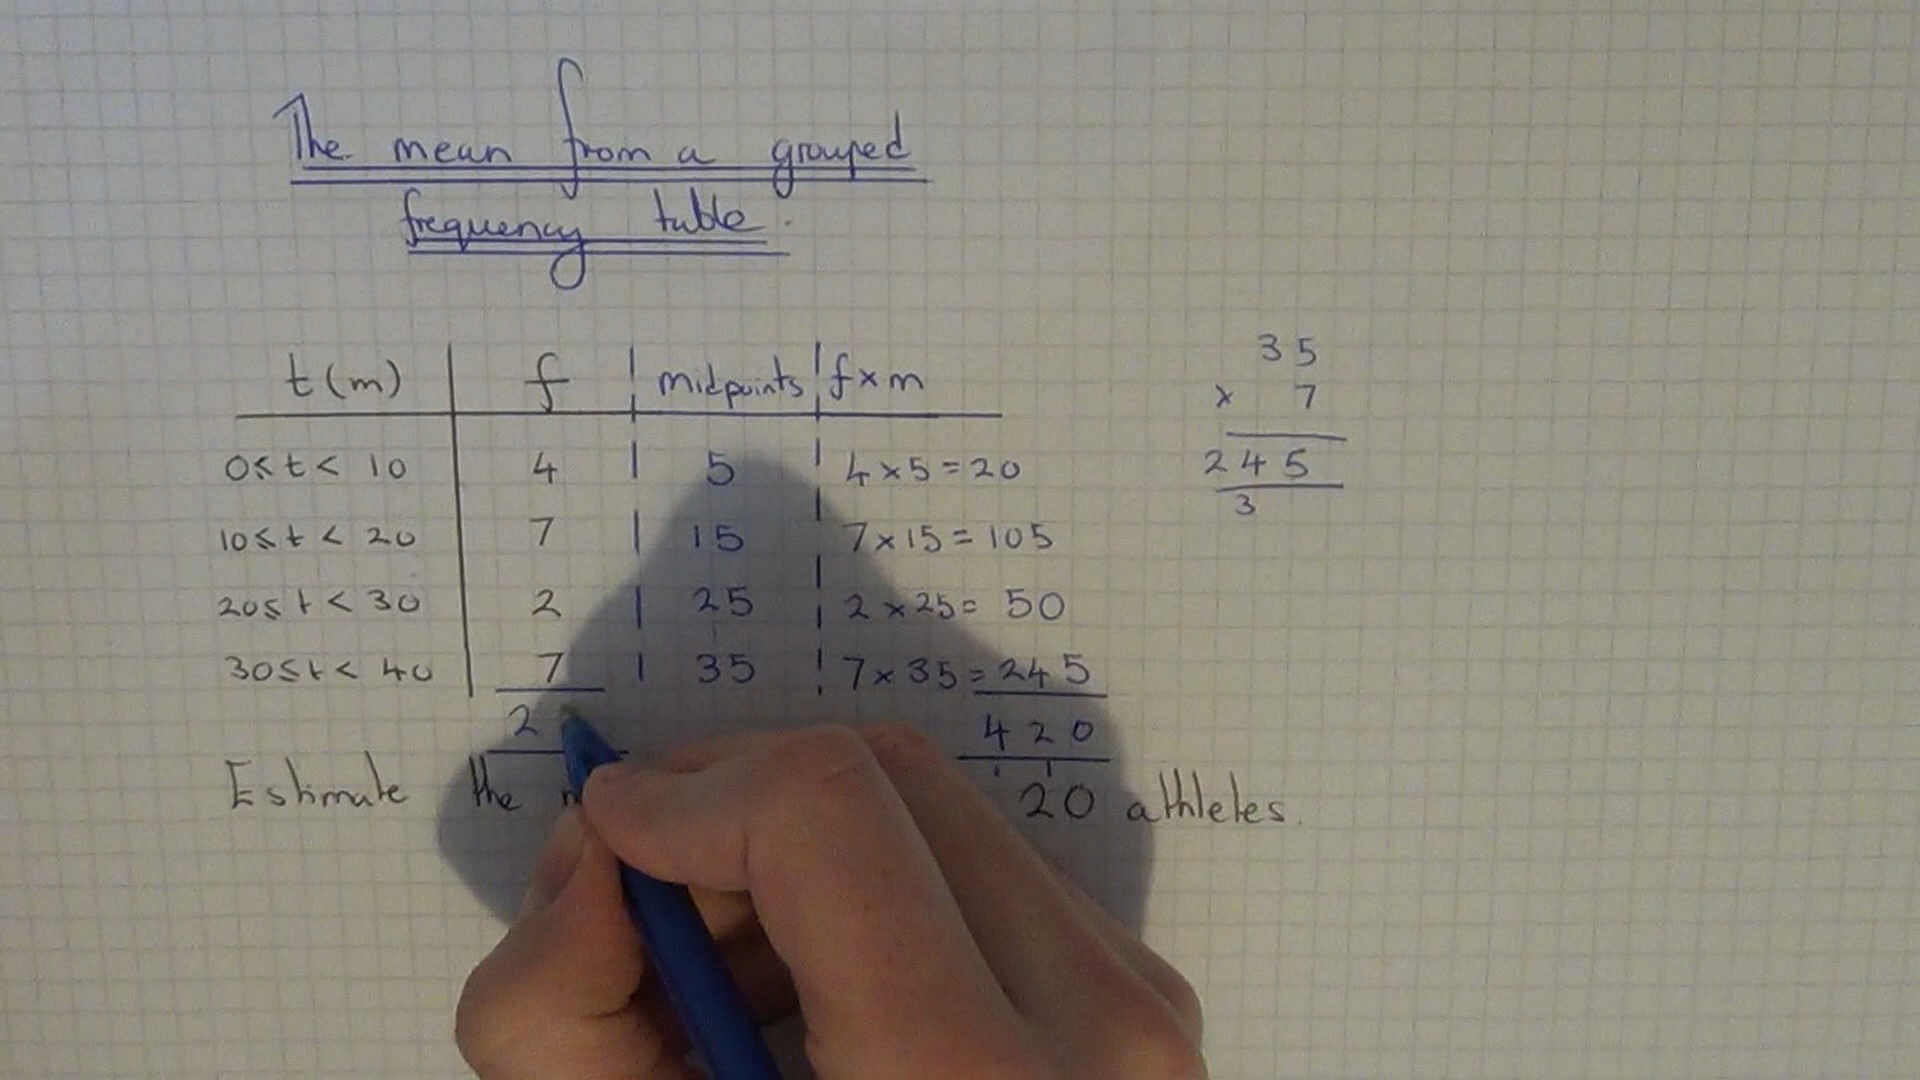 The mean from a grouped
frequency table.
t(m) f midpoints f×m
0≤t<10 4 5 4×5=20
10≤t<20 7 15 7×15=105
20≤t<30 2 25 2×25=50
30≤t<40 7 35 7×35=245
2 420
1 1
Estimate the 20 athletes.
35
× 7
245
3